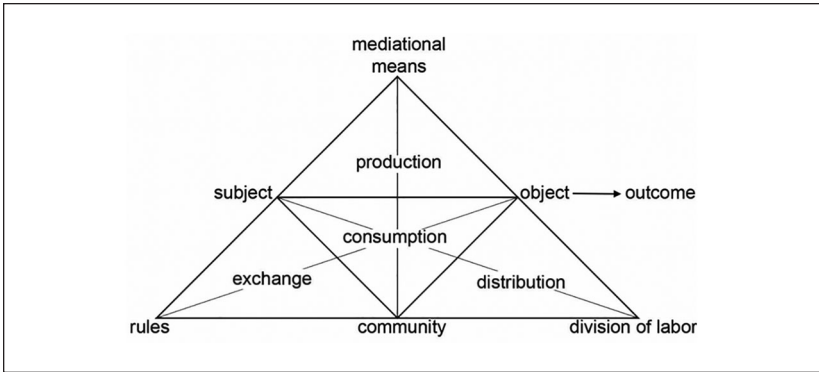 mediational
means
production
subject
object
outcome
consumption
exchange
distribution
rules
community
division of labor